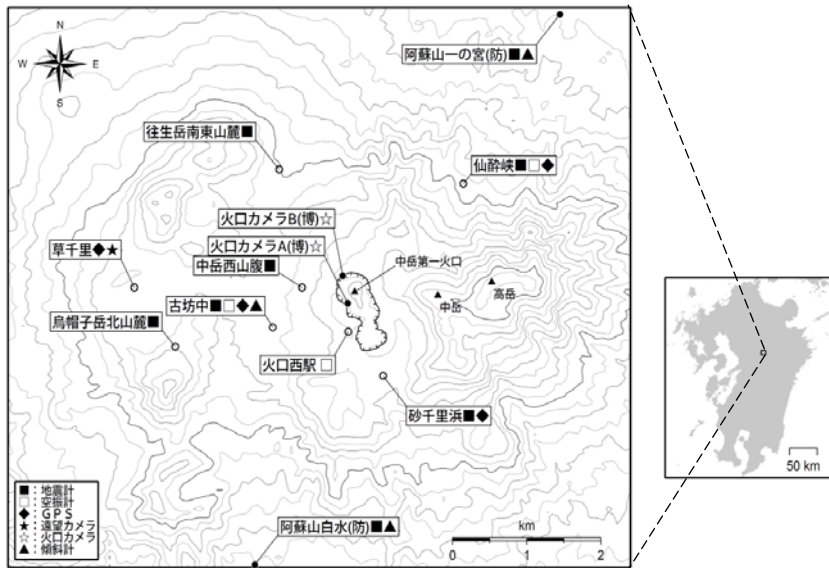 N
W E
S
阿蘇山一の宮(防)■▲
往生岳南東山麓■
仙酔峡■□◆
火口カメラB(博)☆
火口カメラA(博)☆
中岳第一火口
草千里◆★
中岳西山腹■
高岳
中岳
古坊中■□◆▲
烏帽子岳北山麓■
火口西駅□
砂千里浜■◆
■：地震計
□：空振計
◆：GPS
★：遠望カメラ
☆：火口カメラ
▲：傾斜計
阿蘇山白水(防)■▲
km
0 1 2
50 km